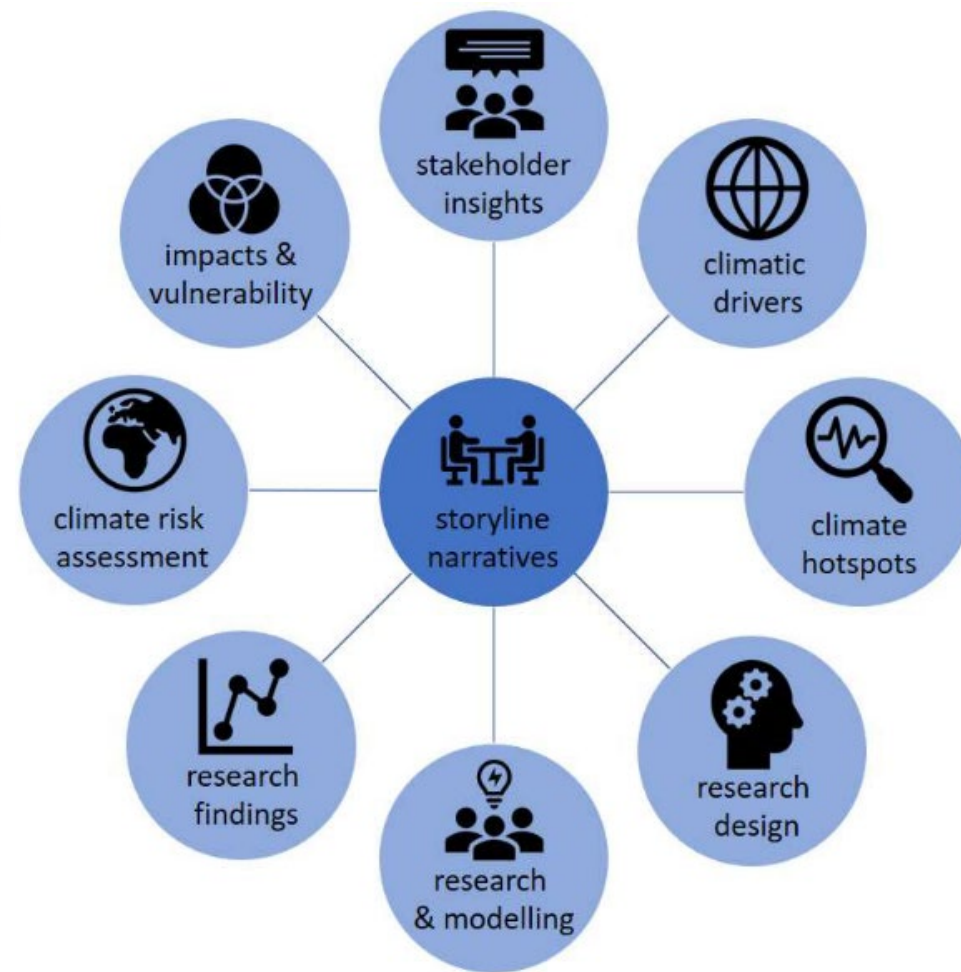 stakeholder
insights
climatic
drivers
climate
hotspots
research
design
research
& modelling
research
findings
climate risk
assessment
impacts &
vulnerability
storyline
narratives